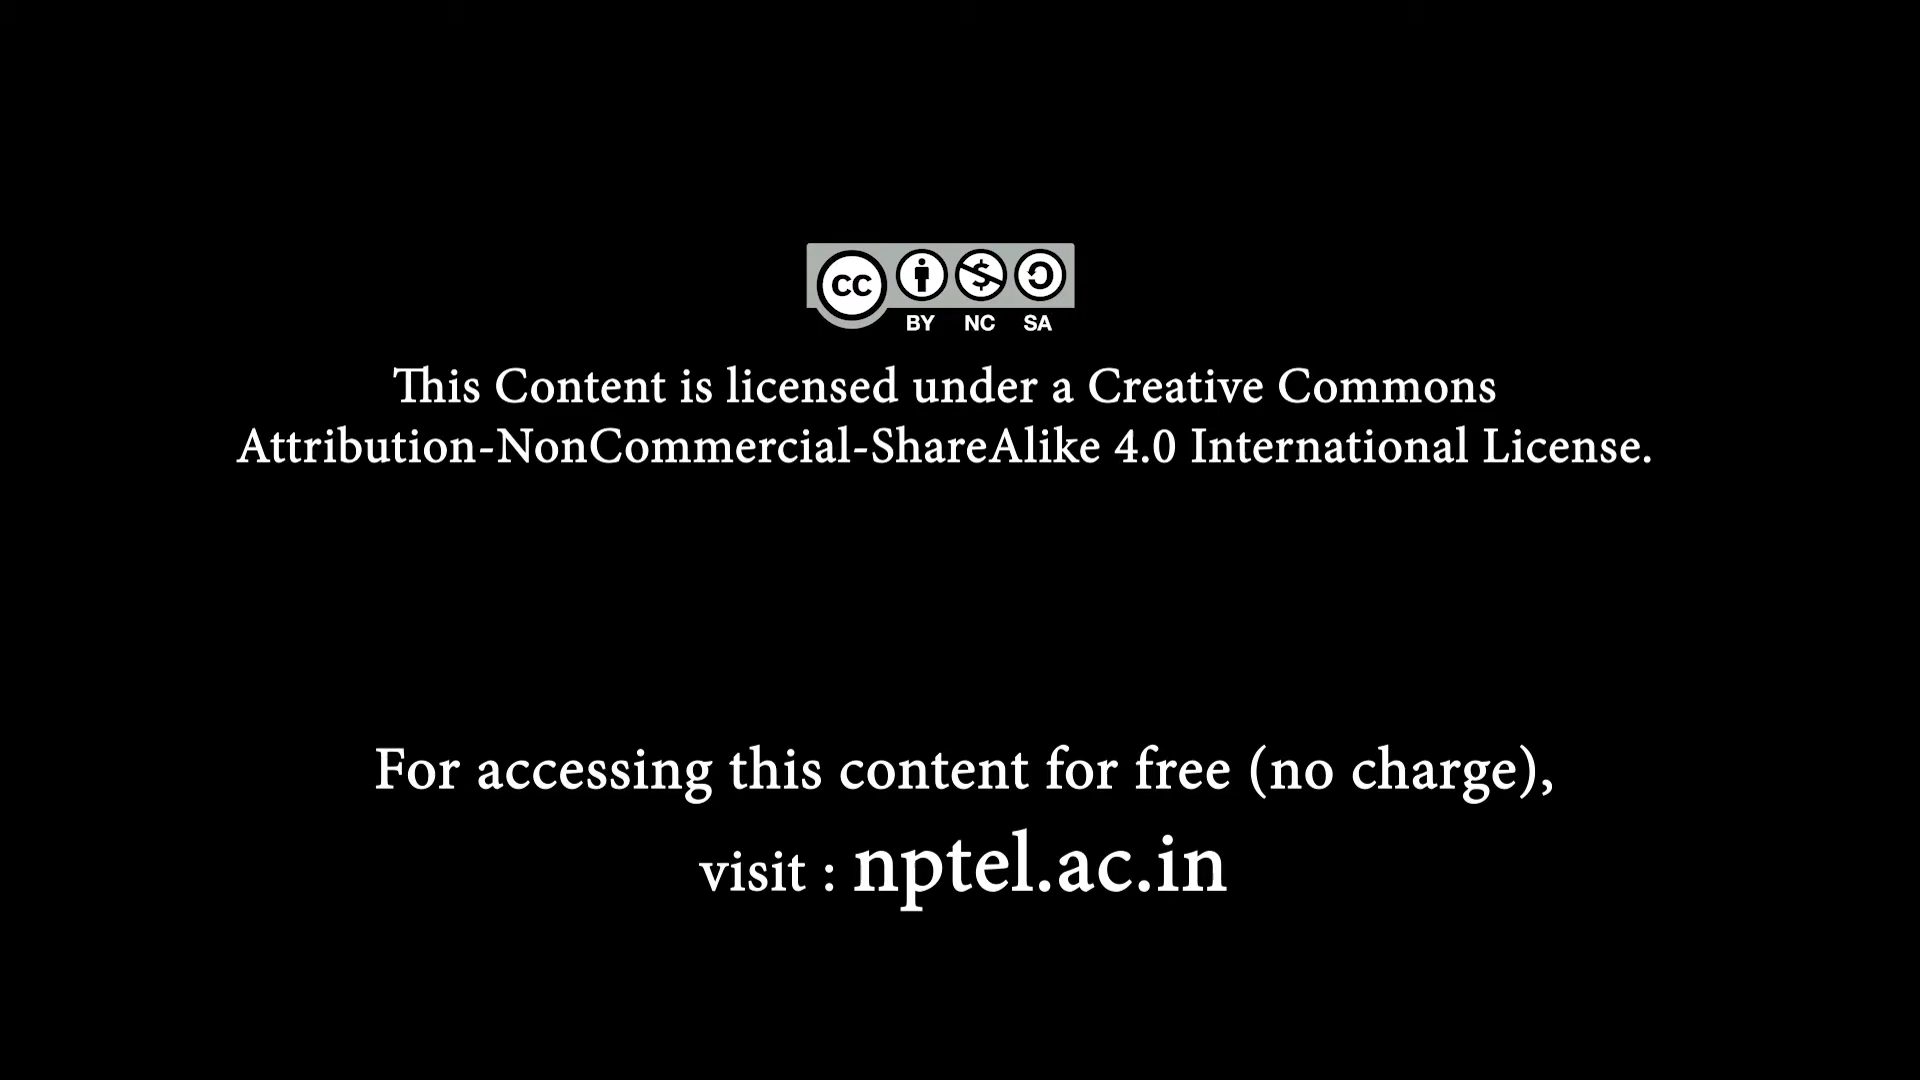 CC
BY NC SA
This Content is licensed under a Creative Commons
Attribution-NonCommercial-ShareAlike 4.0 International License.
For accessing this content for free (no charge),
visit : nptel.ac.in